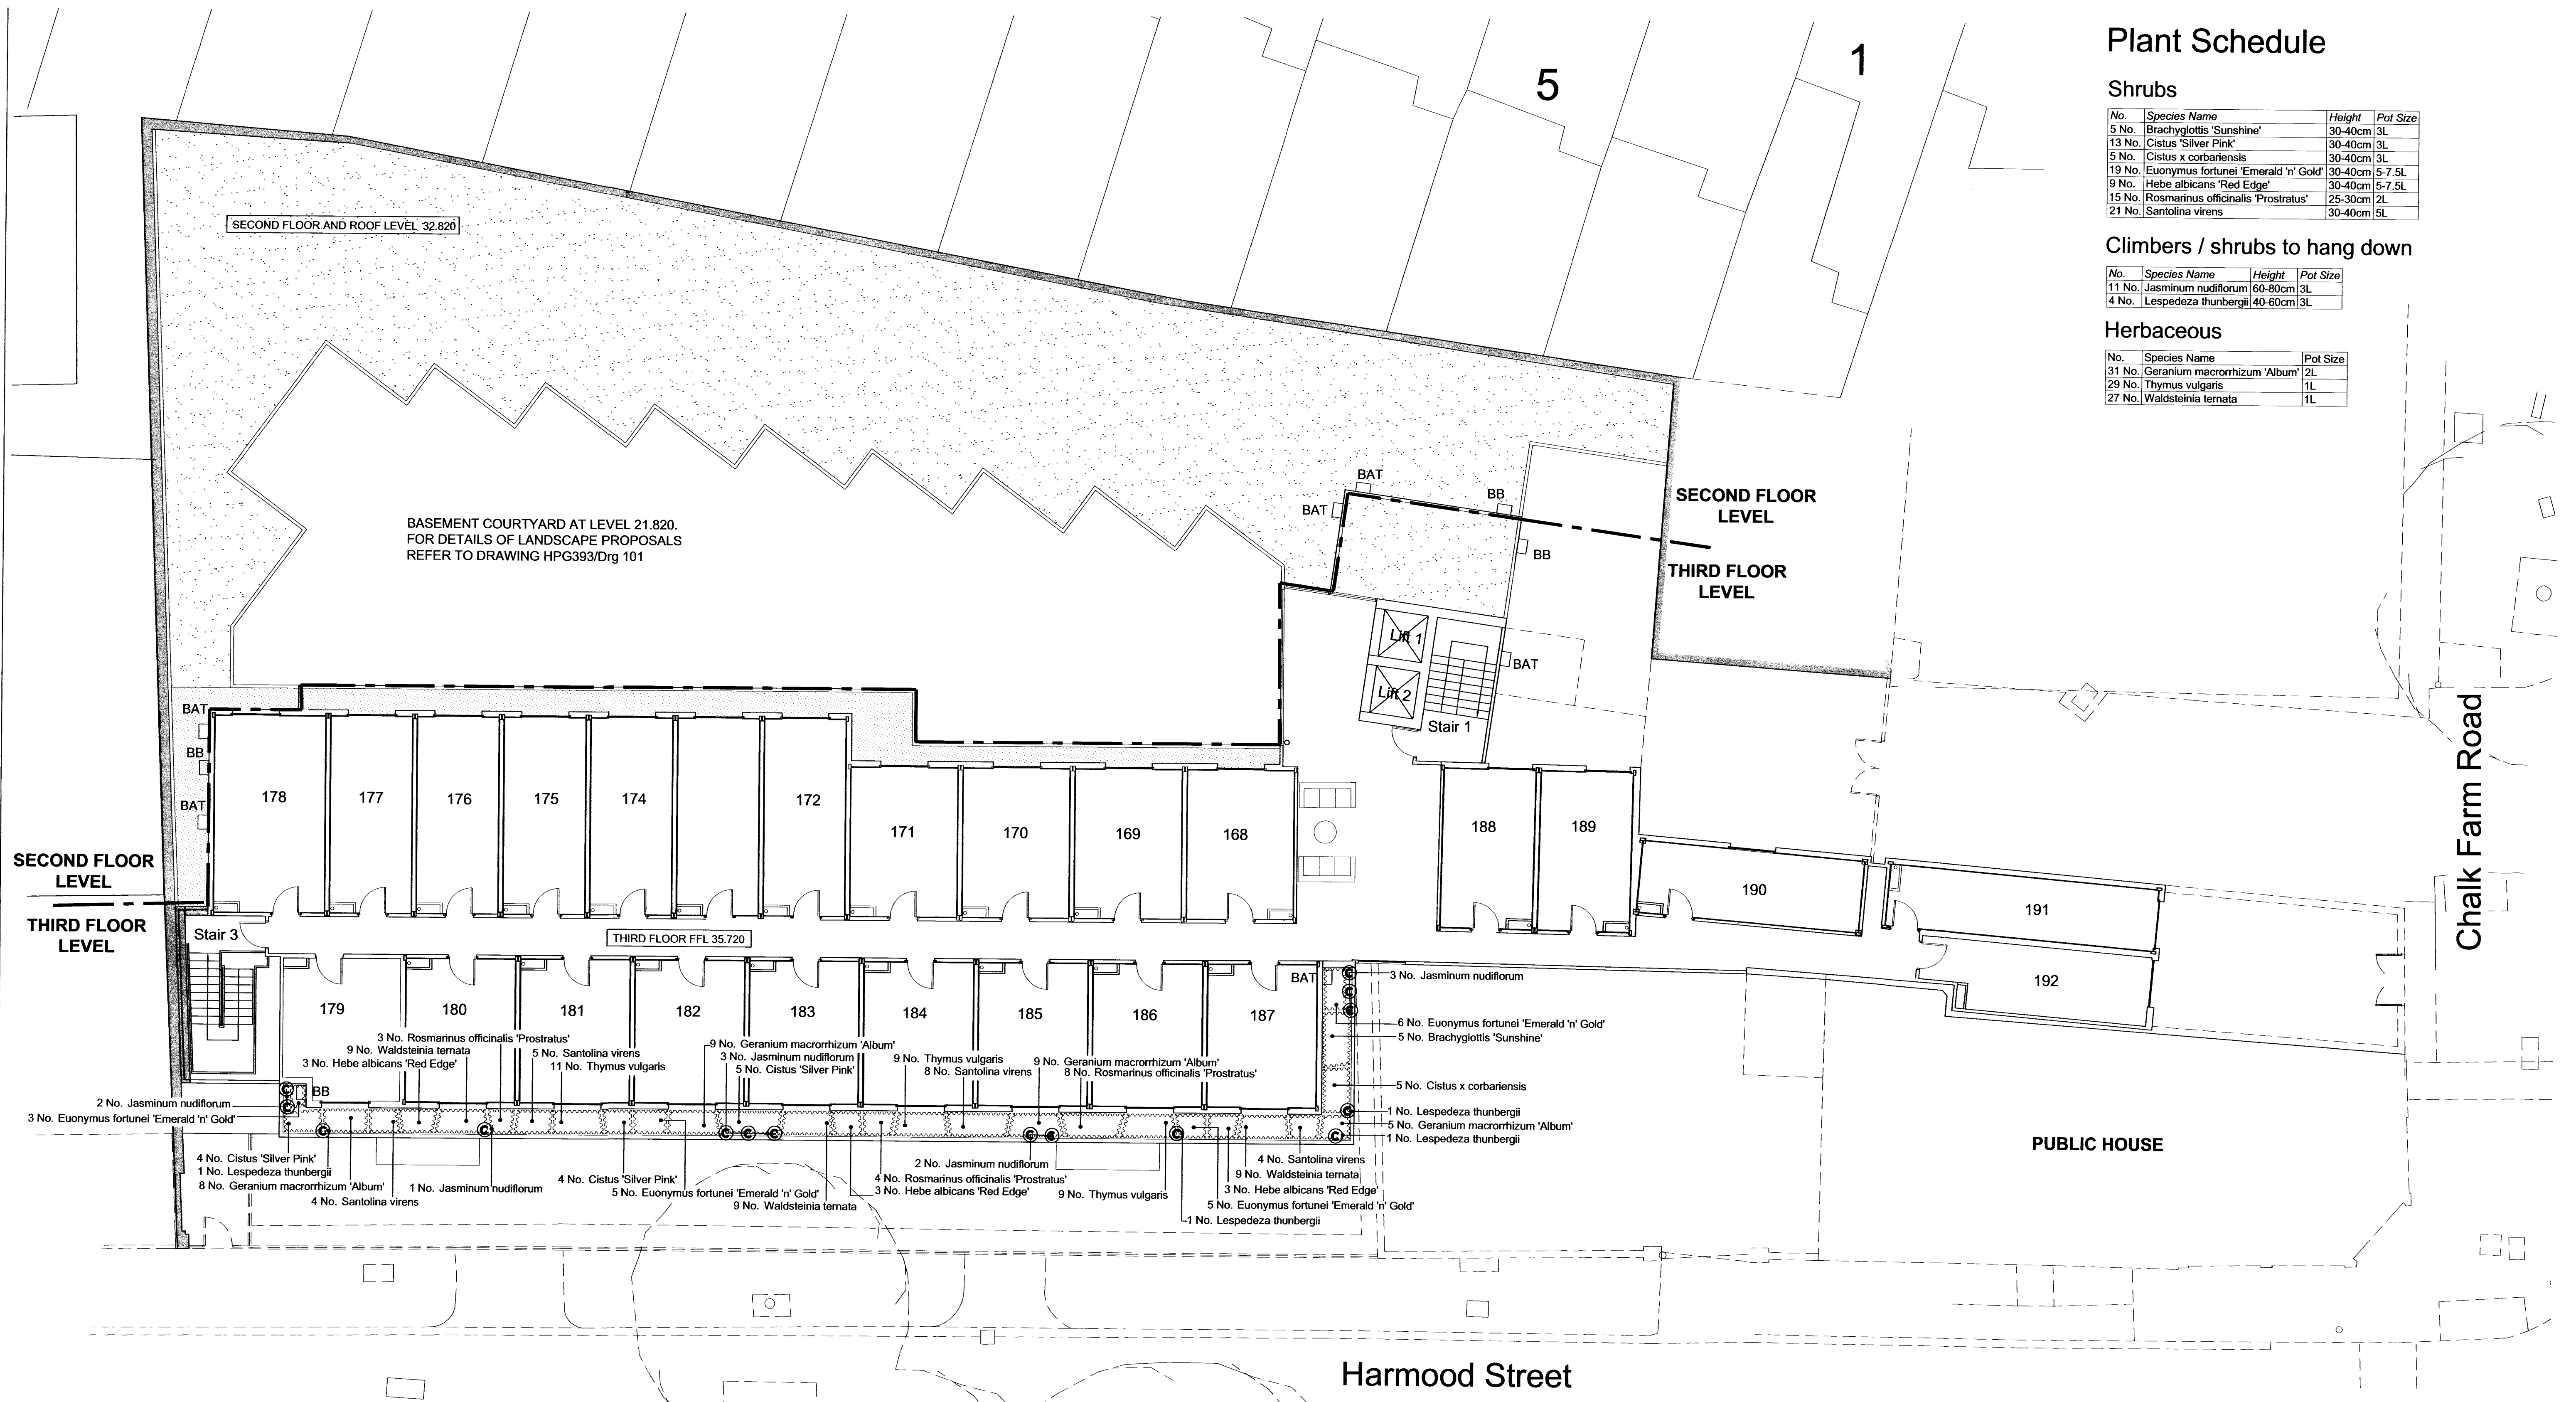 5
1
Plant Schedule
Shrubs
No. Species Name Height Pot Size
5 No. Brachyglottis 'Sunshine' 30-40cm 3L
13 No. Cistus 'Silver Pink' 30-40cm 3L
5 No. Cistus x corbariensis 30-40cm 3L
19 No. Euonymus fortunei 'Emerald 'n' Gold' 30-40cm 5-7.5L
9 No. Hebe albicans 'Red Edge' 30-40cm 5-7.5L
15 No. Rosmarinus officinalis 'Prostratus' 25-30cm 2L
21 No. Santolina virens 30-40cm 5L
Climbers / shrubs to hang down
No. Species Name Height Pot Size
11 No. Jasminum nudiflorum 60-80cm 3L
4 No. Lespedeza thunbergii 40-60cm 3L
Herbaceous
No. Species Name Pot Size
31 No. Geranium macrorrhizum 'Album' 2L
29 No. Thymus vulgaris 1L
27 No. Waldsteinia ternata 1L
SECOND FLOOR AND ROOF LEVEL 32.820
BASEMENT COURTYARD AT LEVEL 21.820.
FOR DETAILS OF LANDSCAPE PROPOSALS
REFER TO DRAWING HPG393/Drg 101
BAT
BAT
BB
BB
SECOND FLOOR
LEVEL
THIRD FLOOR
LEVEL
Lift 1
Lift 2
BAT
Stair 1
BAT
BB
BAT
178
177
176
175
174
172
171
170
169
168
188
189
190
191
192
SECOND FLOOR
LEVEL
THIRD FLOOR
LEVEL
Stair 3
THIRD FLOOR FFL 35.720
179
180
181
182
183
184
185
186
187
BAT
BB
3 No. Rosmarinus officinalis 'Prostratus'
9 No. Waldsteinia ternata
3 No. Hebe albicans 'Red Edge'
5 No. Santolina virens
11 No. Thymus vulgaris
9 No. Geranium macrorrhizum 'Album'
3 No. Jasminum nudiflorum
5 No. Cistus 'Silver Pink'
9 No. Thymus vulgaris
8 No. Santolina virens
9 No. Geranium macrorrhizum 'Album'
8 No. Rosmarinus officinalis 'Prostratus'
3 No. Jasminum nudiflorum
6 No. Euonymus fortunei 'Emerald 'n' Gold'
5 No. Brachyglottis 'Sunshine'
5 No. Cistus x corbariensis
1 No. Lespedeza thunbergii
5 No. Geranium macrorrhizum 'Album'
1 No. Lespedeza thunbergii
2 No. Jasminum nudiflorum
3 No. Euonymus fortunei 'Emerald 'n' Gold'
4 No. Cistus 'Silver Pink'
1 No. Lespedeza thunbergii
8 No. Geranium macrorrhizum 'Album'
4 No. Santolina virens
1 No. Jasminum nudiflorum
4 No. Cistus 'Silver Pink'
5 No. Euonymus fortunei 'Emerald 'n' Gold'
9 No. Waldsteinia ternata
2 No. Jasminum nudiflorum
4 No. Rosmarinus officinalis 'Prostratus'
3 No. Hebe albicans 'Red Edge'
9 No. Thymus vulgaris
4 No. Santolina virens
9 No. Waldsteinia ternata
3 No. Hebe albicans 'Red Edge'
5 No. Euonymus fortunei 'Emerald 'n' Gold'
1 No. Lespedeza thunbergii
PUBLIC HOUSE
Chalk Farm Road
Harmood Street